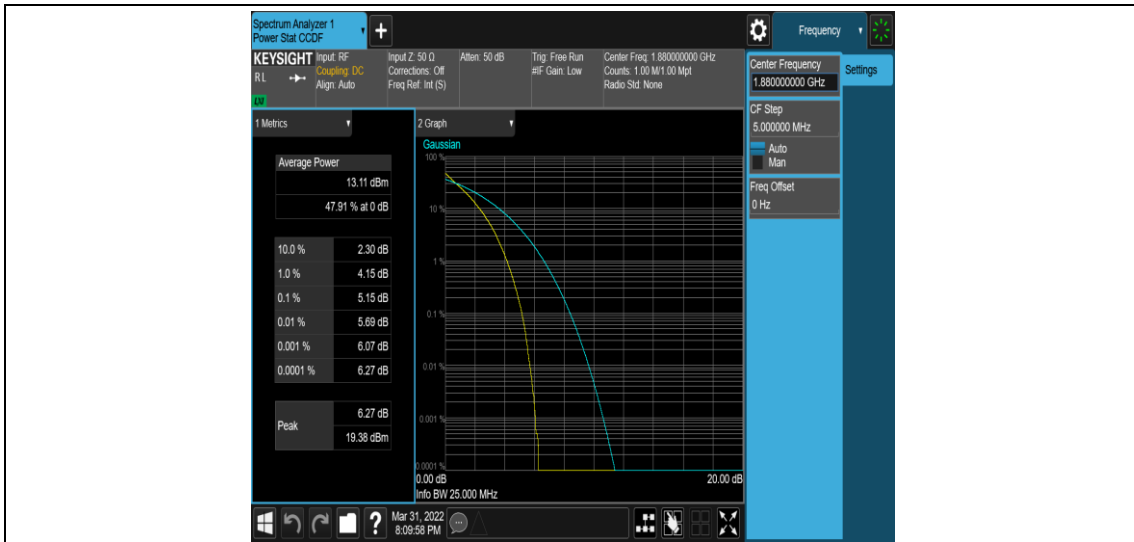 Spectrum Analyzer 1
Power Stat CCDF
+
Frequency
KEYSIGHT
RL
LXI
Input: RF
Coupling: DC
Align: Auto
Input Z: 50 Ω
Corrections: Off
Freq Ref: Int (S)
Atten: 50 dB
Trig: Free Run
#IF Gain: Low
Center Freq: 1.880000000 GHz
Counts: 1.00 M/1.00 Mpt
Radio Std: None
Center Frequency
1.880000000 GHz
Settings
CF Step
5.000000 MHz
Auto
Man
Freq Offset
0 Hz
1 Metrics
Average Power
13.11 dBm
47.91 % at 0 dB
10.0 % 2.30 dB
1.0 % 4.15 dB
0.1 % 5.15 dB
0.01 % 5.69 dB
0.001 % 6.07 dB
0.0001 % 6.27 dB
Peak
6.27 dB
19.38 dBm
2 Graph
Gaussian
100 %
10 %
1 %
0.1 %
0.01 %
0.001 %
0.0001 %
0.00 dB 20.00 dB
Info BW 25.000 MHz
?
Mar 31, 2022
8:09:58 PM